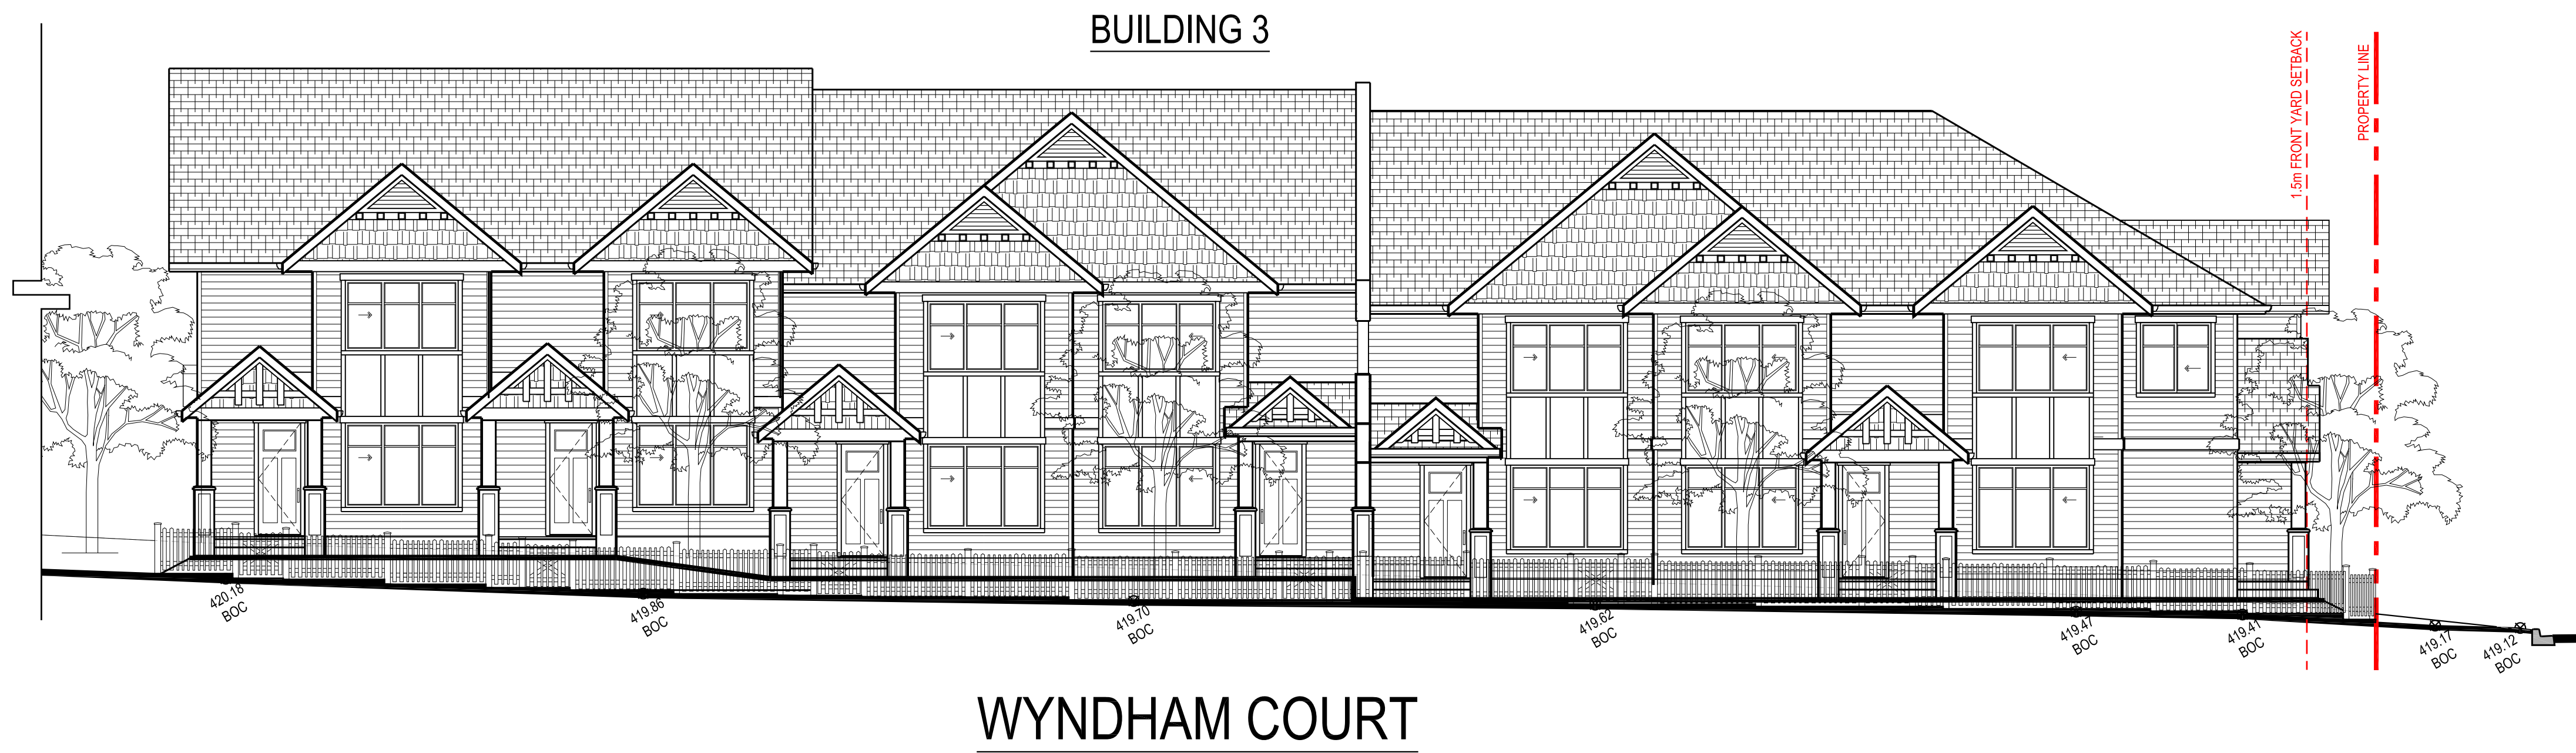 BUILDING 3
1.5m FRONT YARD SETBACK
PROPERTY LINE
420.18
BOC
419.86
BOC
419.70
BOC
419.62
BOC
419.47
BOC
419.41
BOC
419.17
BOC
419.12
BOC
WYNDHAM COURT